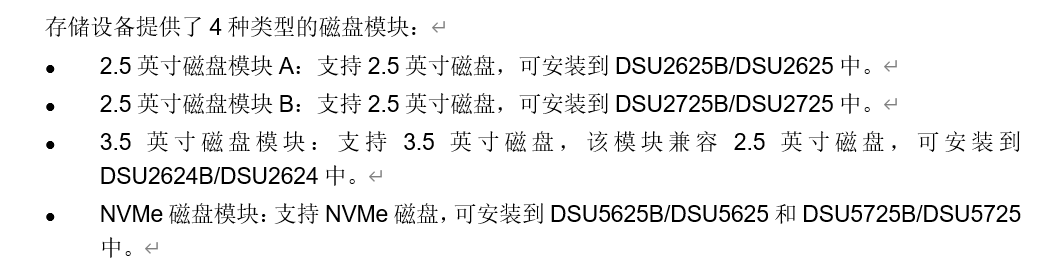 存储设备提供了 4 种类型的磁盘模块：
• 2.5 英寸磁盘模块 A：支持 2.5 英寸磁盘，可安装到 DSU2625B/DSU2625 中。
• 2.5 英寸磁盘模块 B：支持 2.5 英寸磁盘，可安装到 DSU2725B/DSU2725 中。
• 3.5 英寸磁盘模块：支持 3.5 英寸磁盘，该模块兼容 2.5 英寸磁盘，可安装到
DSU2624B/DSU2624 中。
• NVMe 磁盘模块：支持 NVMe 磁盘，可安装到 DSU5625B/DSU5625 和 DSU5725B/DSU5725
中。